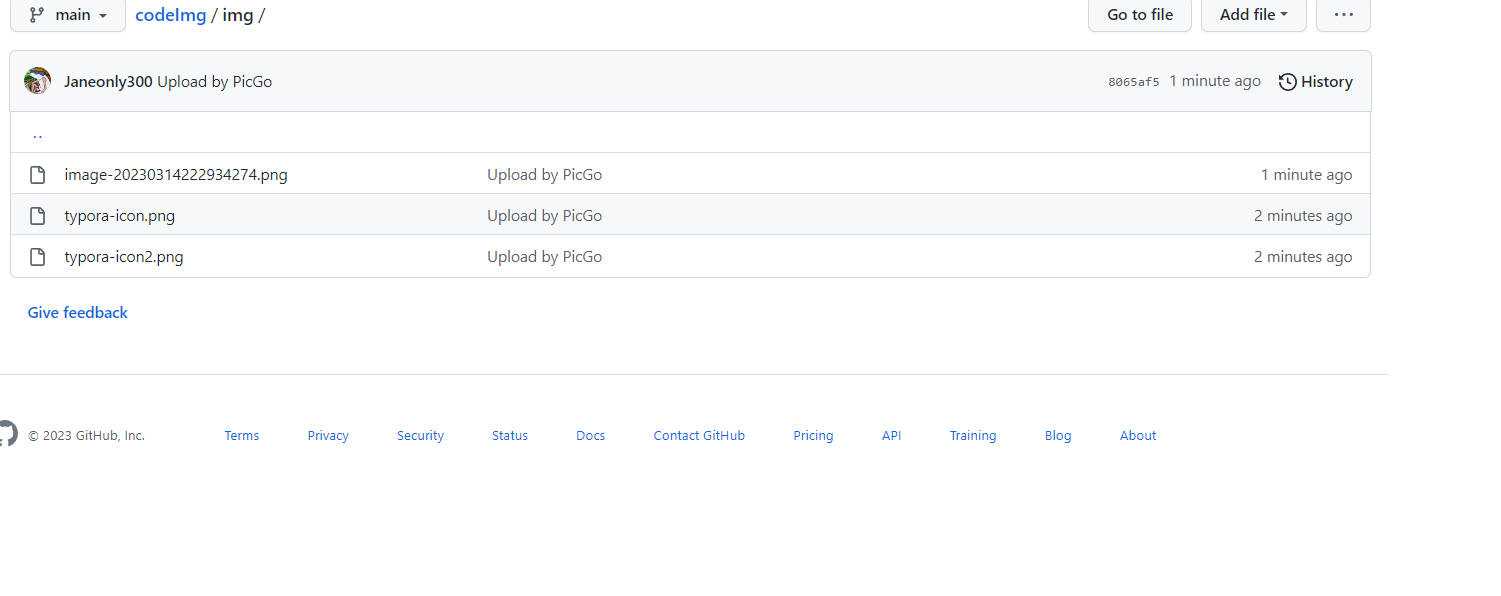 main codeImg / img / Go to file Add file ...
Janeonly300 Upload by PicGo 8065af5 1 minute ago History
..
image-20230314222934274.png Upload by PicGo 1 minute ago
typora-icon.png Upload by PicGo 2 minutes ago
typora-icon2.png Upload by PicGo 2 minutes ago
Give feedback
© 2023 GitHub, Inc. Terms Privacy Security Status Docs Contact GitHub Pricing API Training Blog About